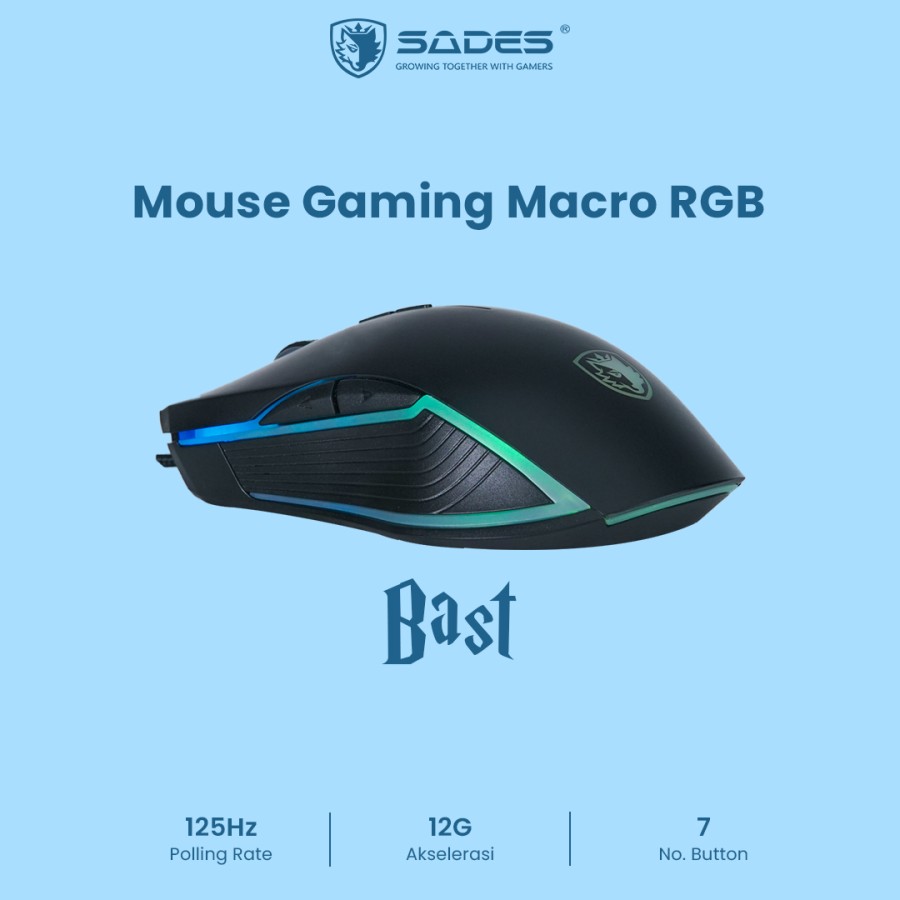 SADES®
GROWING TOGETHER WITH GAMERS
Mouse Gaming Macro RGB
Bast
125Hz
Polling Rate
12G
Akselerasi
7
No. Button